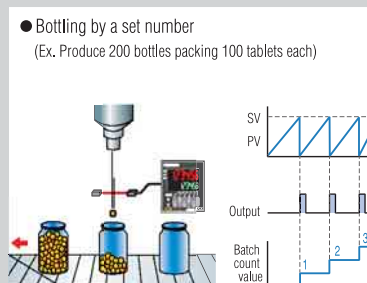 ● Bottling by a set number
(Ex. Produce 200 bottles packing 100 tablets each)
SV
PV
Output
Batch
count
value
1
2
3